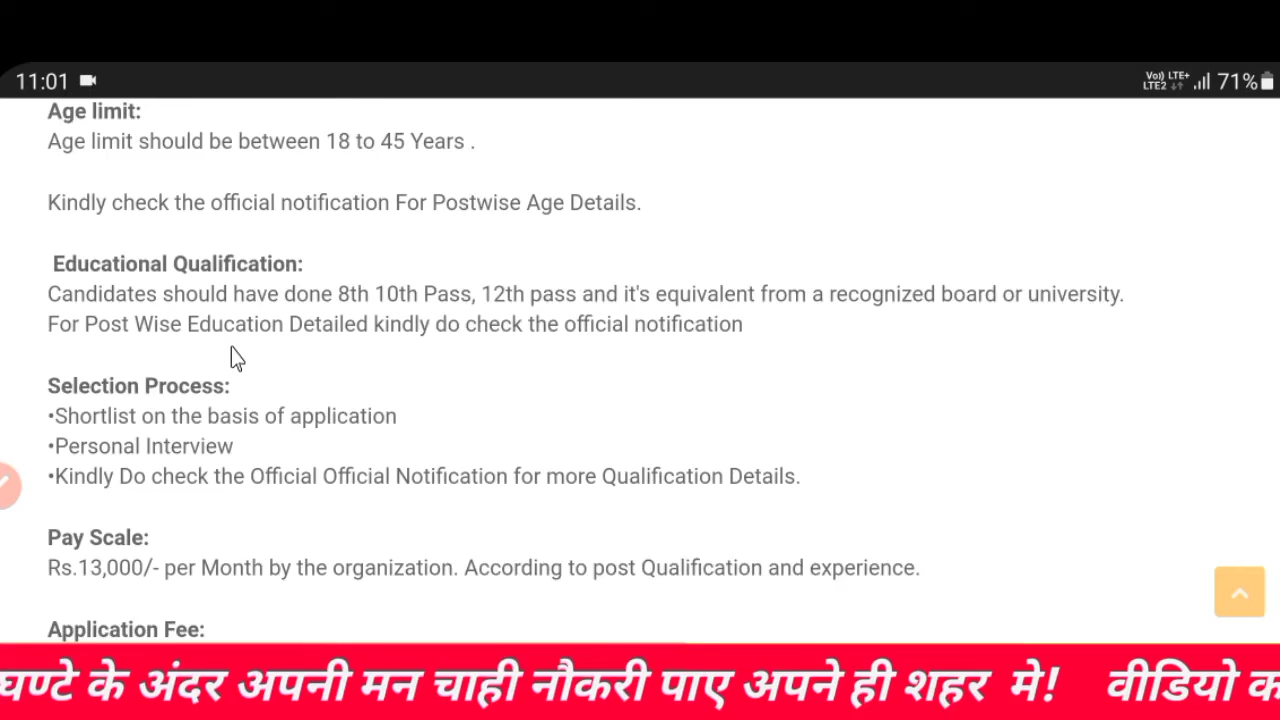 11:01
Vo)) LTE+
LTE2
71%
Age limit:
Age limit should be between 18 to 45 Years .
Kindly check the official notification For Postwise Age Details.
Educational Qualification:
Candidates should have done 8th 10th Pass, 12th pass and it's equivalent from a recognized board or university.
For Post Wise Education Detailed kindly do check the official notification
Selection Process:
•Shortlist on the basis of application
•Personal Interview
•Kindly Do check the Official Official Notification for more Qualification Details.
Pay Scale:
Rs.13,000/- per Month by the organization. According to post Qualification and experience.
Application Fee:
घण्टे के अंदर अपनी मन चाही नौकरी पाए अपने ही शहर मे! वीडियो